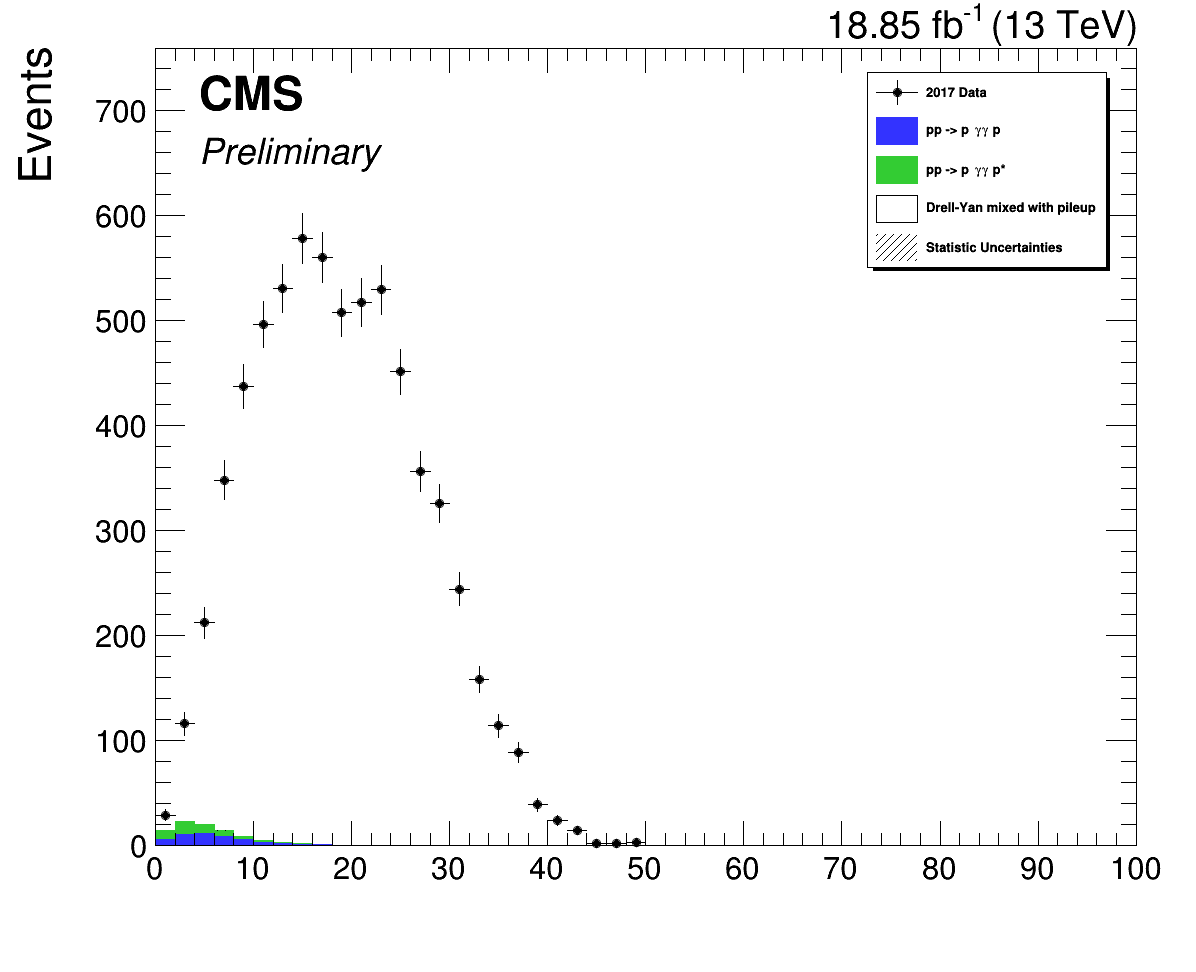 18.85 fb⁻¹ (13 TeV)
Events
CMS
Preliminary
2017 Data
pp -> p γγ p
pp -> p γγ p*
Drell-Yan mixed with pileup
Statistic Uncertainties
700
600
500
400
300
200
100
0
0 10 20 30 40 50 60 70 80 90 100